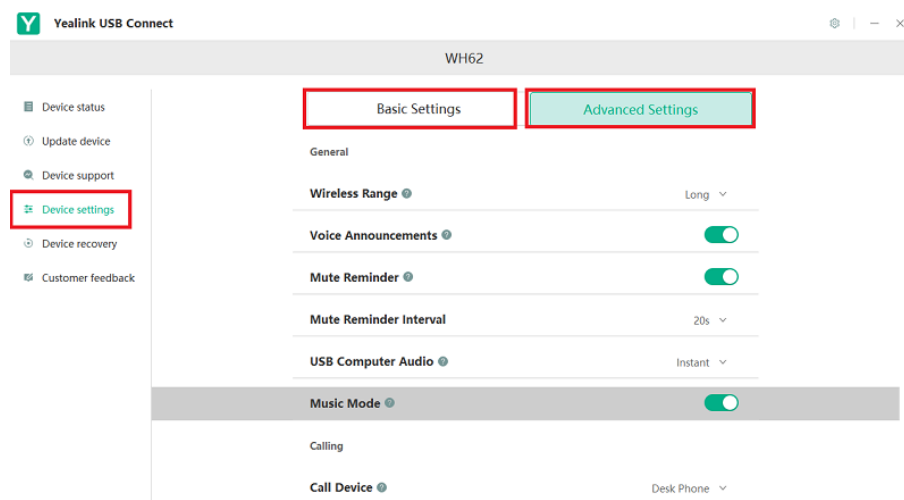 Yealink USB Connect
WH62
Device status
Update device
Device support
Device settings
Device recovery
Customer feedback
Basic Settings
Advanced Settings
General
Wireless Range
Long
Voice Announcements
Mute Reminder
Mute Reminder Interval
20s
USB Computer Audio
Instant
Music Mode
Calling
Call Device
Desk Phone